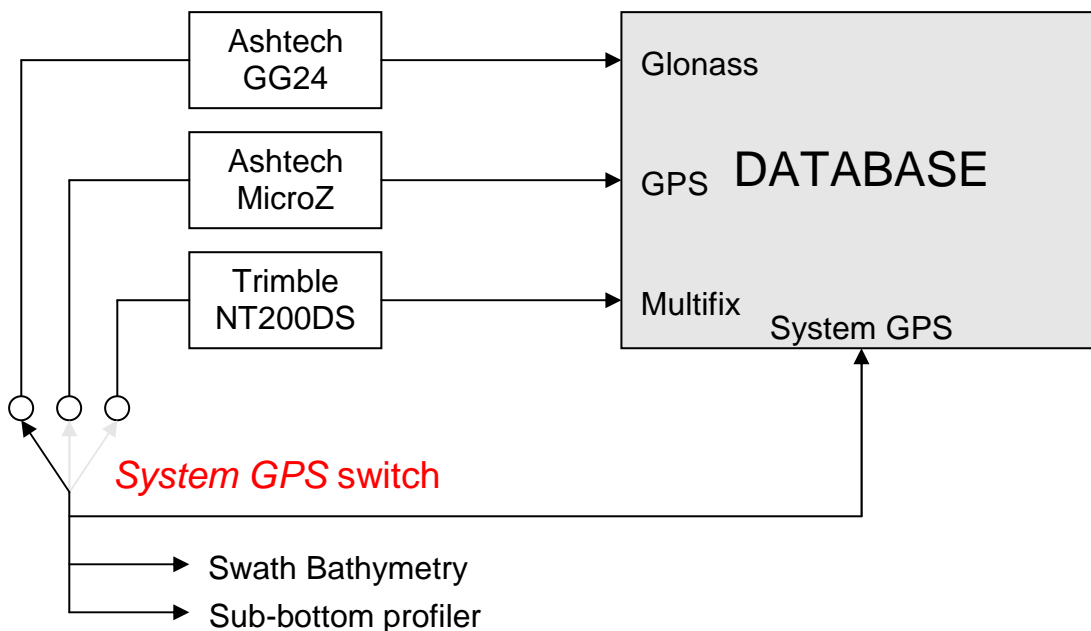 Ashtech
GG24
Glonass
Ashtech
MicroZ
GPS
DATABASE
Trimble
NT200DS
Multifix
System GPS
System GPS switch
Swath Bathymetry
Sub-bottom profiler